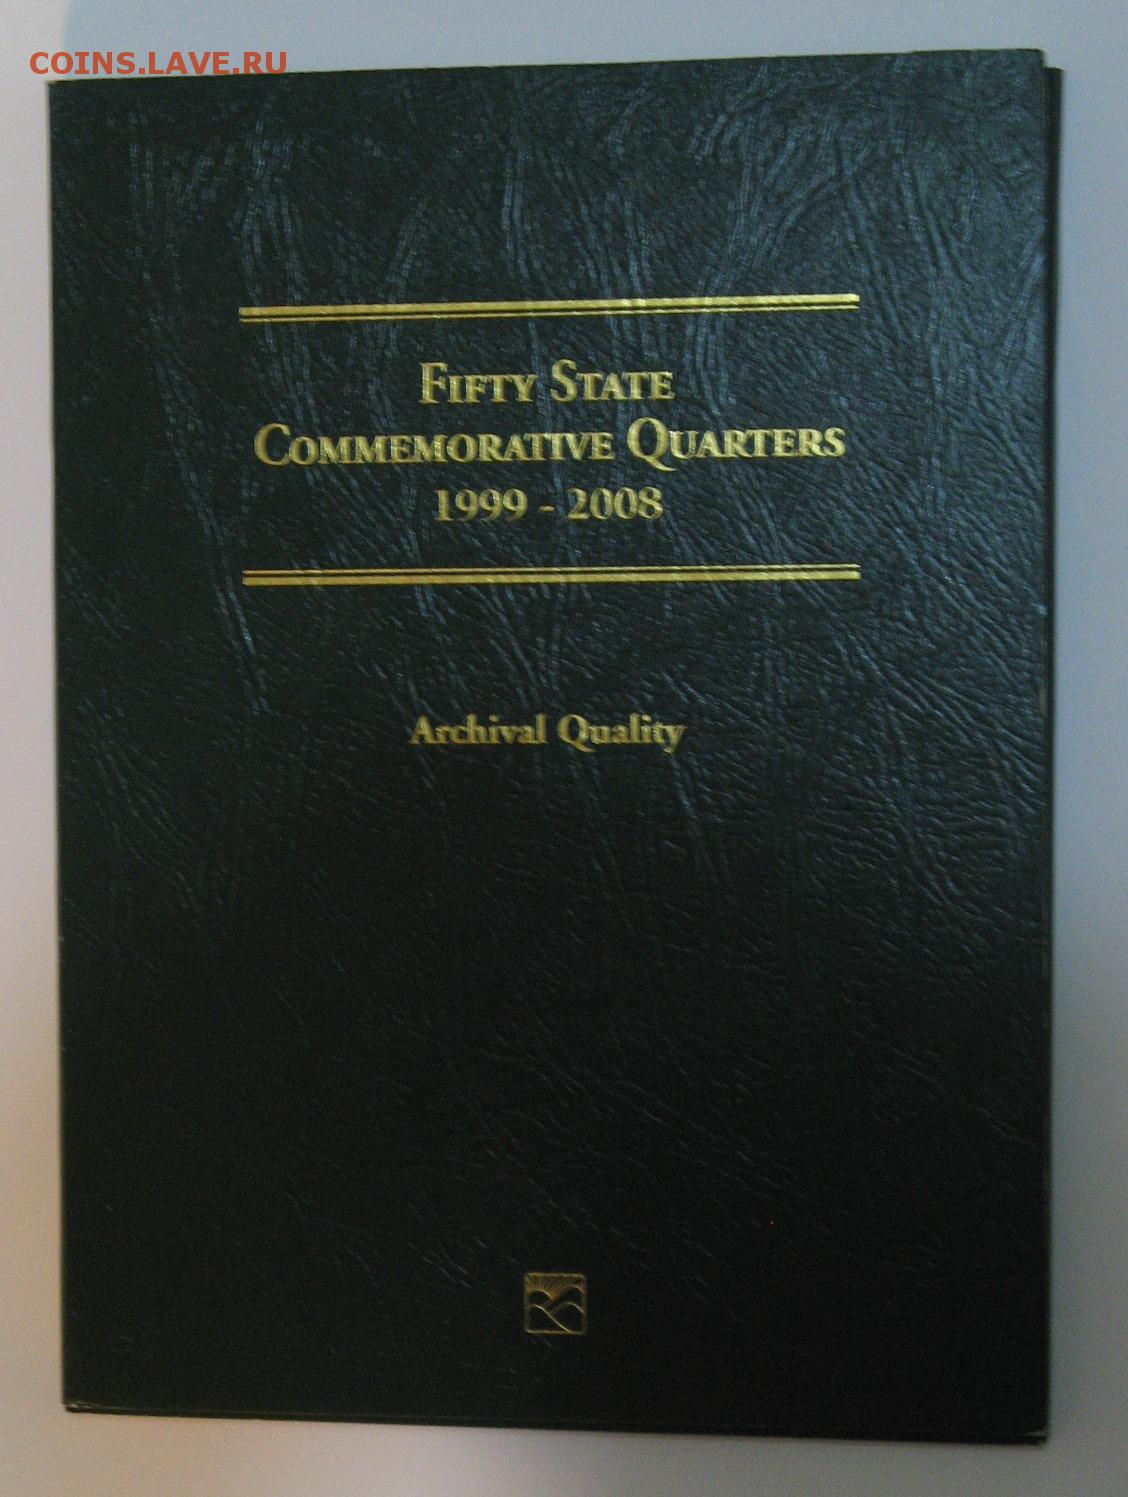 COINS.LAVE.RU
FIFTY STATE
COMMEMORATIVE QUARTERS
1999 - 2008
Archival Quality